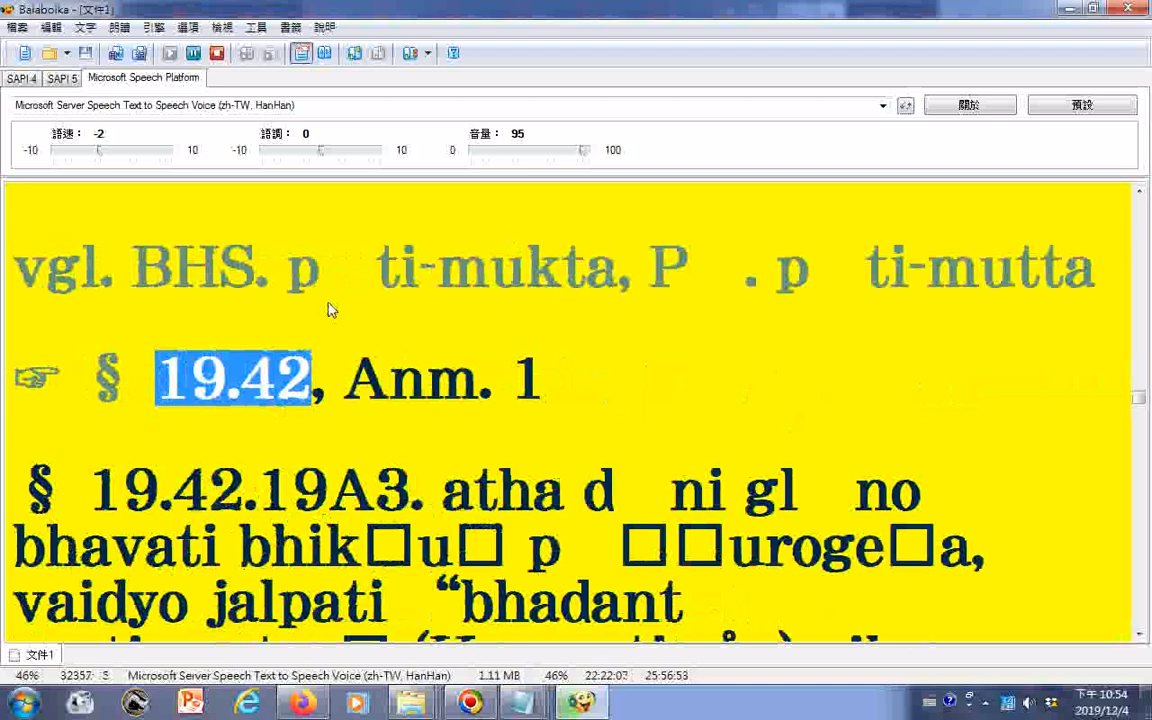 Balabolka - [文件1]
檔案 編輯 文字 朗讀 引擎 選項 檢視 工具 書籤 說明
SAPI 4 SAPI 5 Microsoft Speech Platform
Microsoft Server Speech Text to Speech Voice (zh-TW, HanHan) 關於 預設
語速： -2 語調： 0 音量： 95
-10 10 -10 10 0 100
vgl. BHS. p ti-mukta, P . p ti-mutta
☞ § 19.42, Anm. 1
§ 19.42.19A3. atha d ni gl no
bhavati bhik□u□ p □□uroge□a,
vaidyo jalpati “bhadant
文件1
46% Microsoft Server Speech Text to Speech Voice (zh-TW, HanHan) 1.11 MB 46% 22:22:07 25:56:53
下午 10:54
2019/12/4